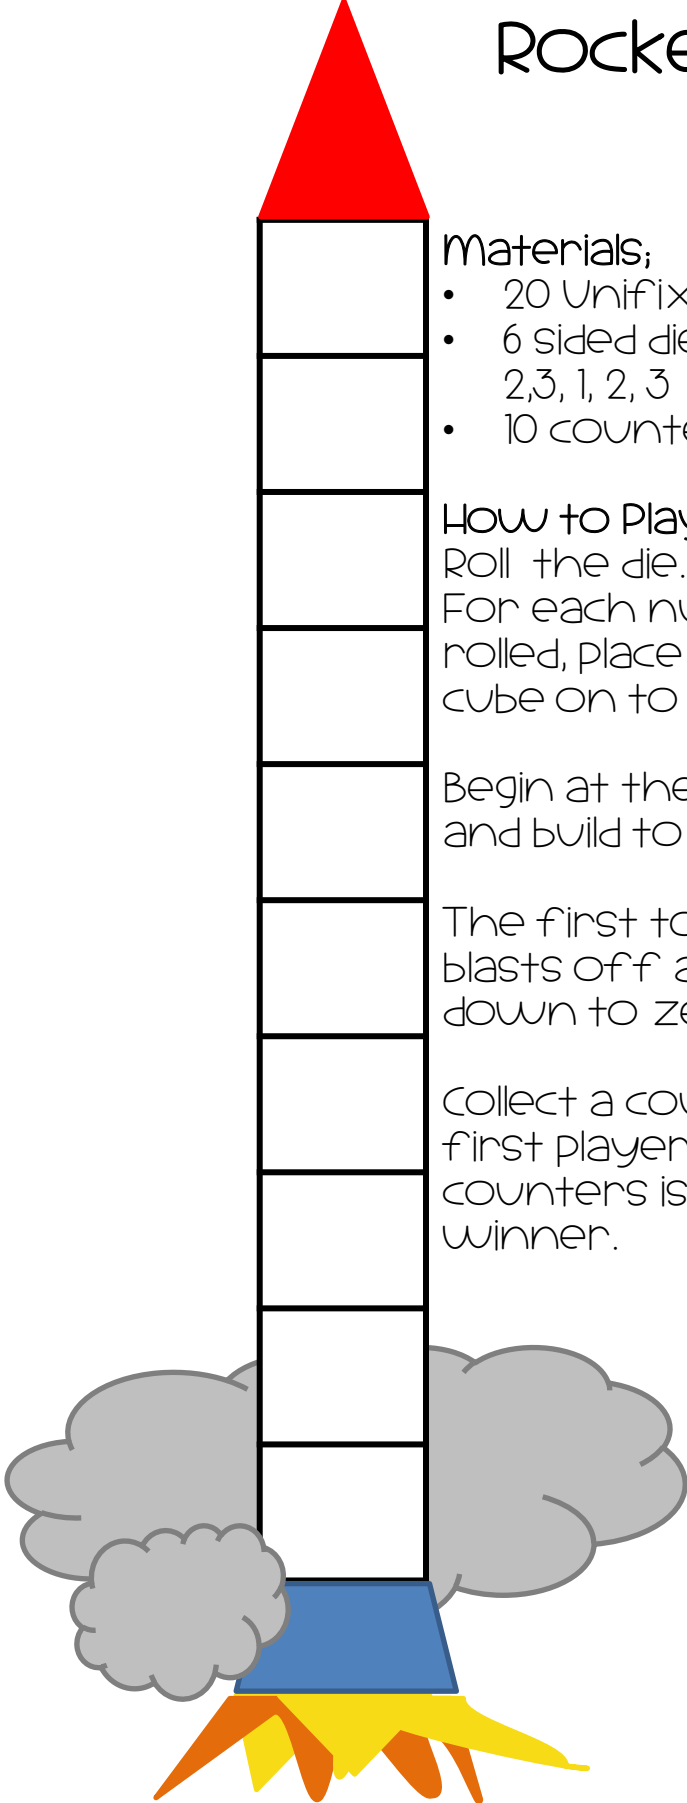 Rocke
Materials;
• 20 Unifix
• 6 sided die
2,3, 1, 2, 3
• 10 counte
How to Play
Roll the die.
For each nu
rolled, place
cube on to
Begin at the
and build to
The first to
blasts off a
down to ze
Collect a cou
first player
counters is
winner.